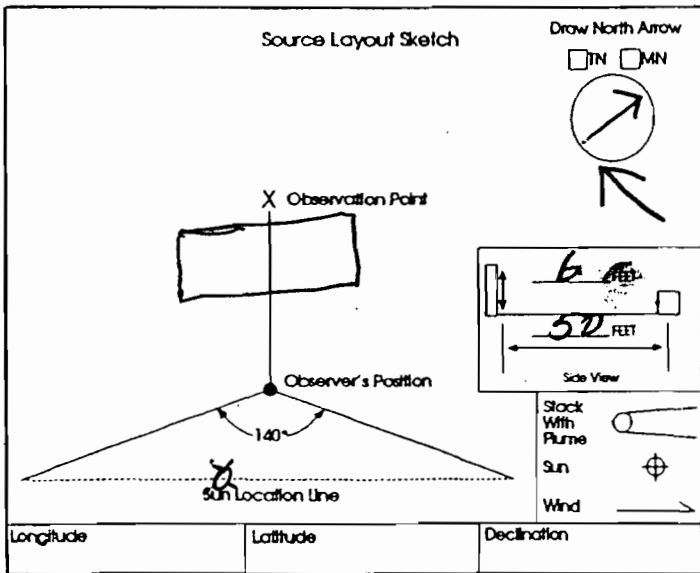 Source Layout Sketch
Draw North Arrow
TN MN
X Observation Point
6 FEET
50 FEET
Side View
Observer's Position
140°
Sun Location Line
Stack
With
Plume
Sun
Wind
Longitude Latitude Declination